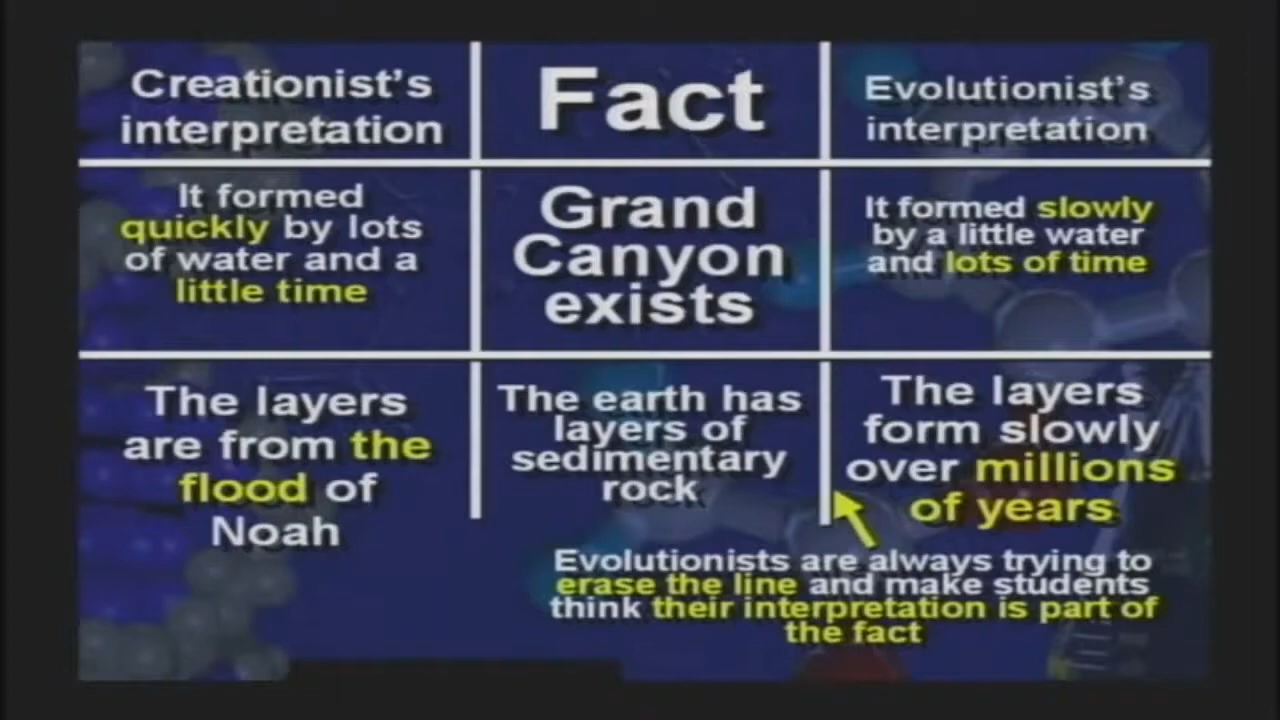 Creationist's
interpretation
Fact
Evolutionist's
interpretation
It formed
quickly by lots
of water and a
little time
Grand
Canyon
exists
It formed slowly
by a little water
and lots of time
The layers
are from the
flood of
Noah
The earth has
layers of
sedimentary
rock
The layers
form slowly
over millions
of years
Evolutionists are always trying to
erase the line and make students
think their interpretation is part of
the fact